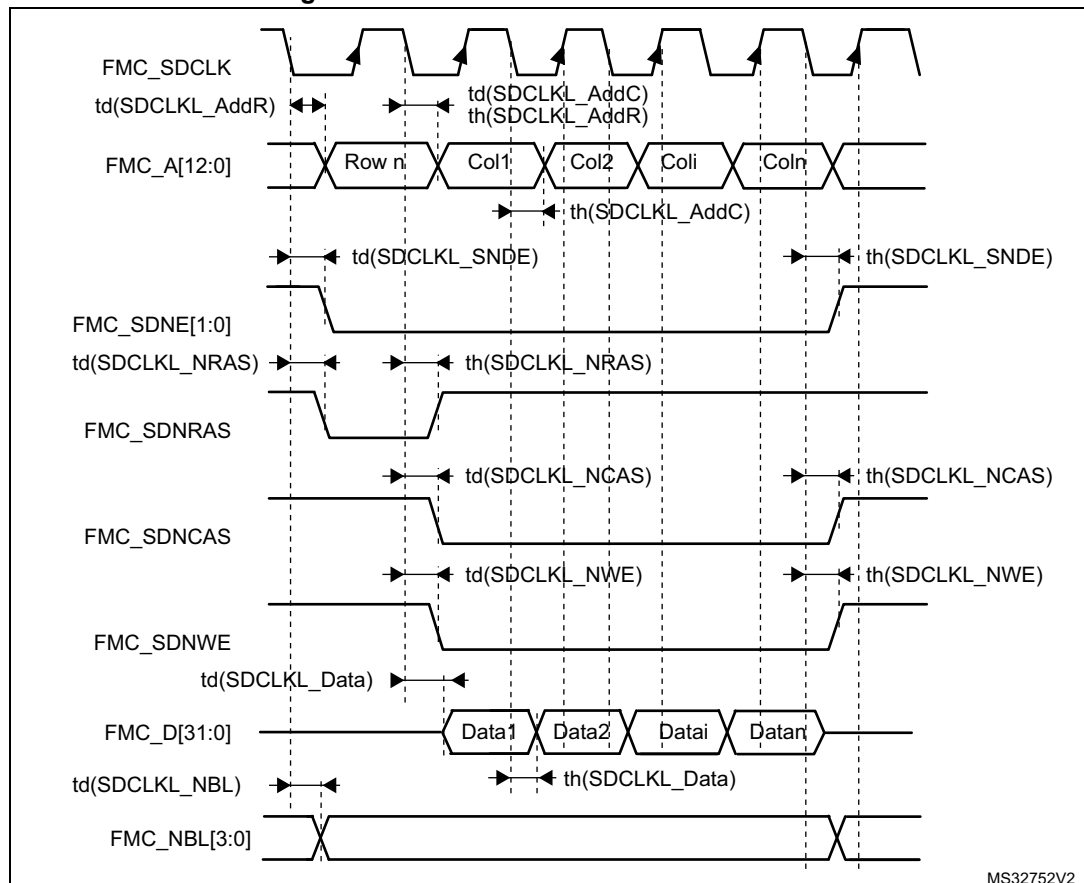 FMC_SDCLK
td(SDCLKL_AddR)
td(SDCLKL_AddC)
th(SDCLKL_AddR)
FMC_A[12:0]
Row n
Col1
Col2
Coli
Coln
th(SDCLKL_AddC)
td(SDCLKL_SNDE)
th(SDCLKL_SNDE)
FMC_SDNE[1:0]
td(SDCLKL_NRAS)
th(SDCLKL_NRAS)
FMC_SDNRAS
td(SDCLKL_NCAS)
th(SDCLKL_NCAS)
FMC_SDNCAS
td(SDCLKL_NWE)
th(SDCLKL_NWE)
FMC_SDNWE
td(SDCLKL_Data)
FMC_D[31:0]
Data1
Data2
Datai
Datan
td(SDCLKL_NBL)
th(SDCLKL_Data)
FMC_NBL[3:0]
MS32752V2